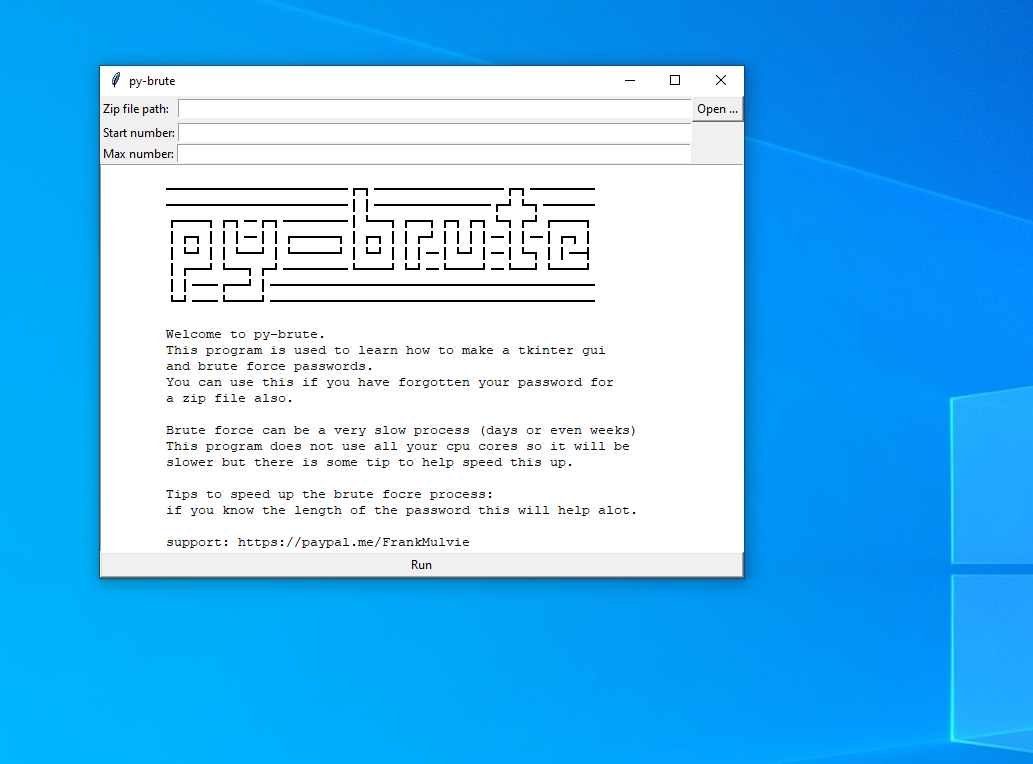 py-brute
Zip file path:
Open ...
Start number:
Max number:
py-brute
Welcome to py-brute.
This program is used to learn how to make a tkinter gui
and brute force passwords.
You can use this if you have forgotten your password for
a zip file also.
Brute force can be a very slow process (days or even weeks)
This program does not use all your cpu cores so it will be
slower but there is some tip to help speed this up.
Tips to speed up the brute focre process:
if you know the length of the password this will help alot.
support: https://paypal.me/FrankMulvie
Run